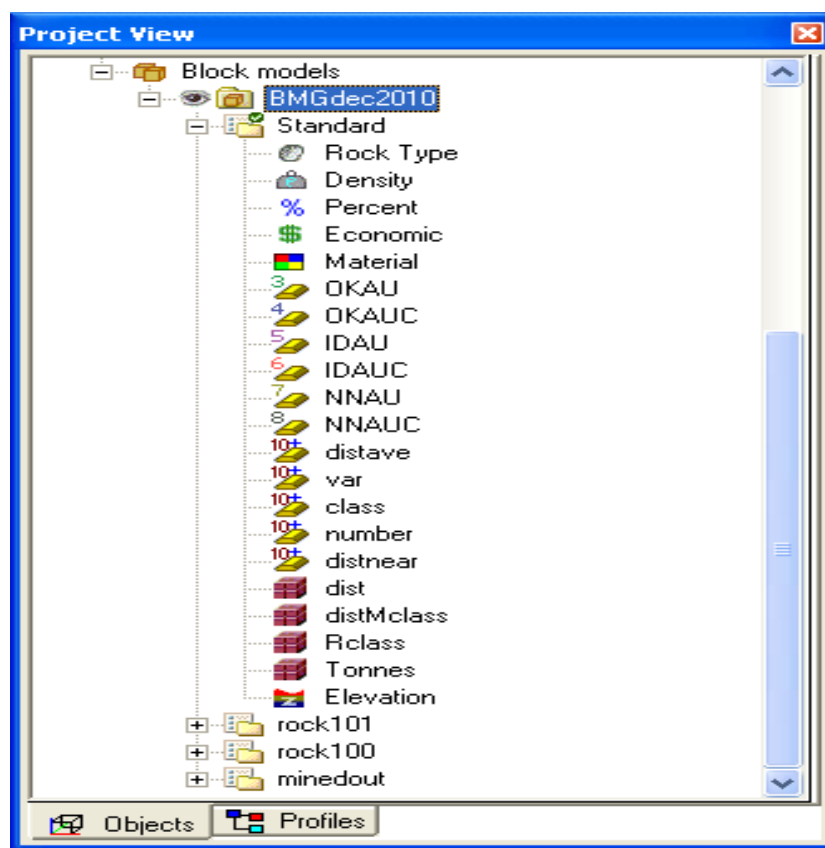 Project View
Block models
BMGdec2010
Standard
Rock Type
Density
% Percent
$ Economic
Material
3 OKAU
4 OKAUC
5 IDAU
6 IDAUC
7 NNAU
8 NNAUC
10+ distave
10+ var
10+ class
10+ number
10+ distnear
dist
distMclass
Rclass
Tonnes
Elevation
rock101
rock100
minedout
Objects Profiles